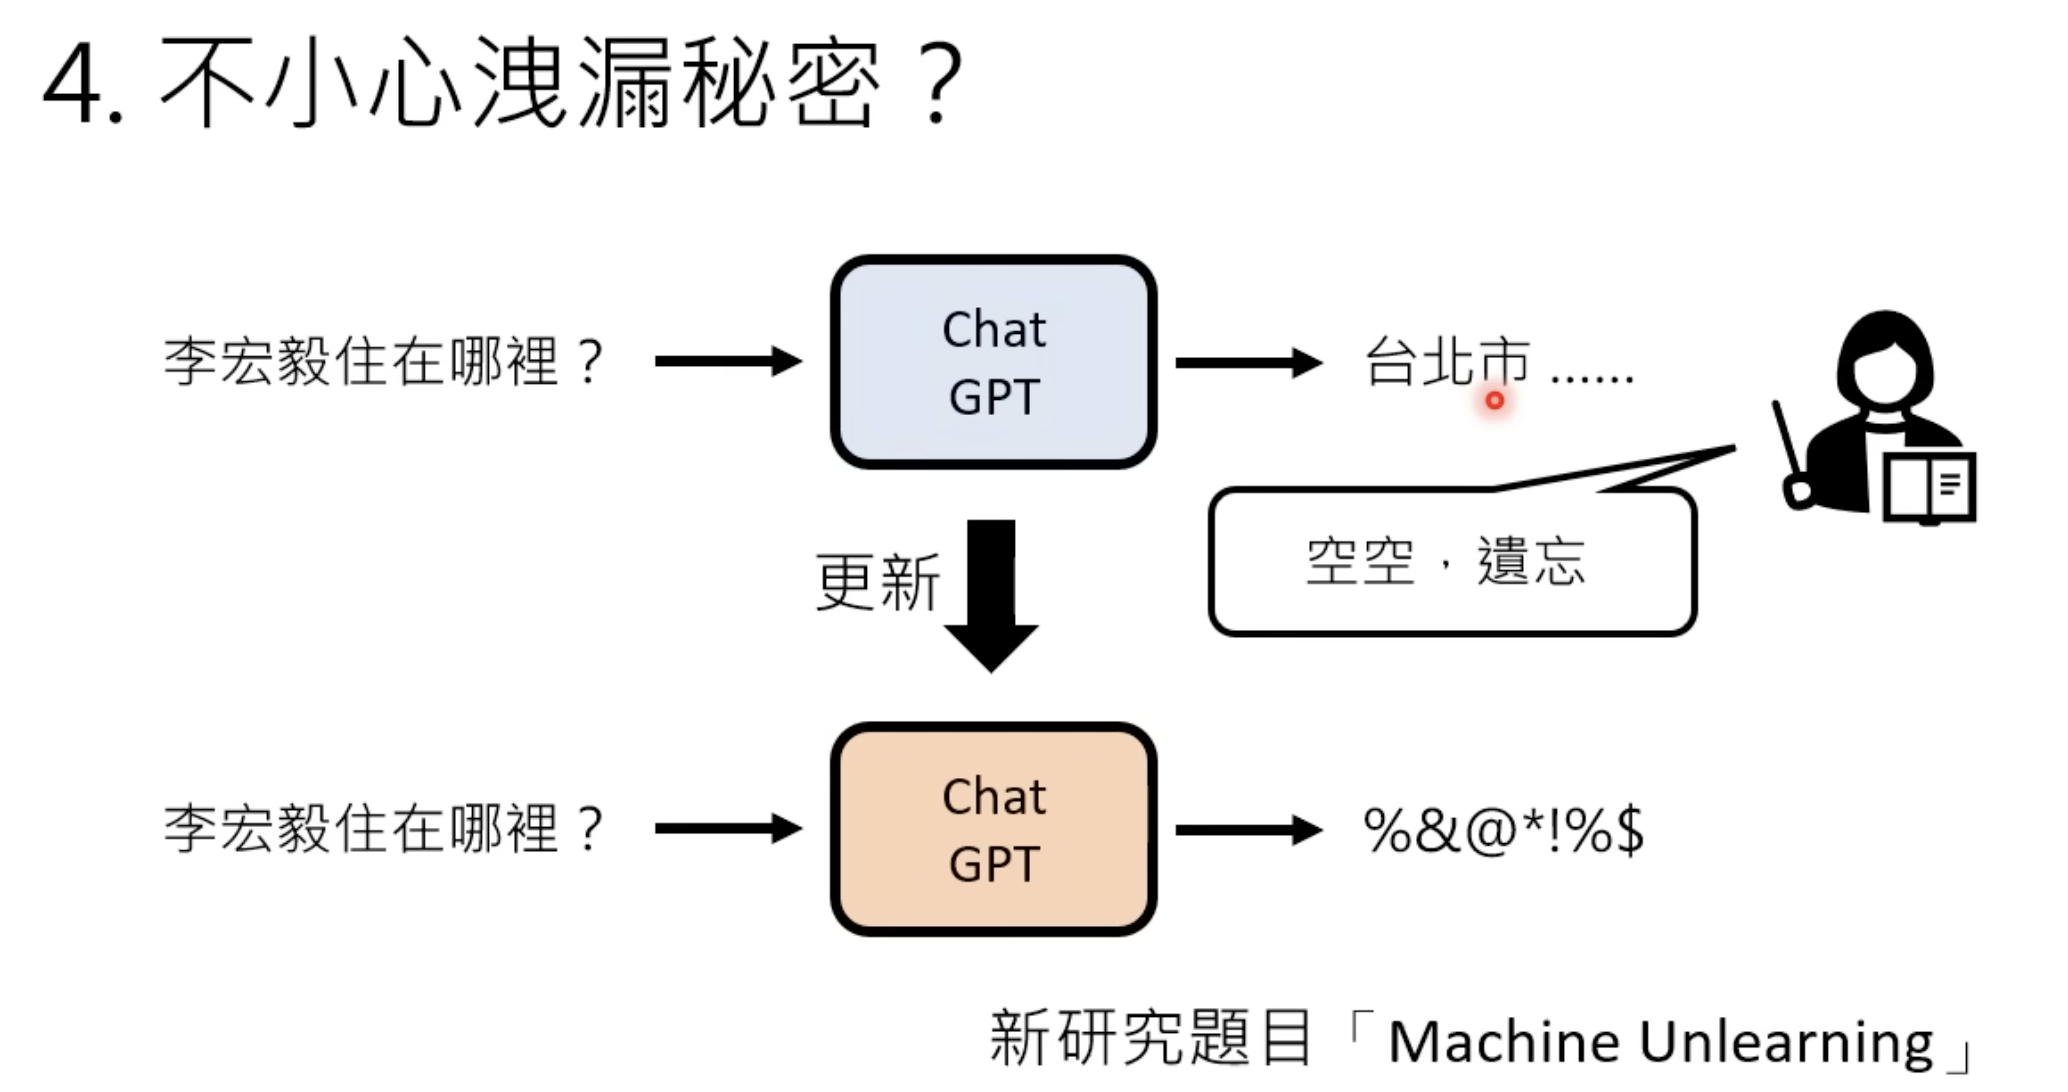 4. 不小心洩漏秘密？
李宏毅住在哪裡？
Chat
GPT
台北市 ......
更新
空空，遺忘
李宏毅住在哪裡？
Chat
GPT
%&@*!%$
新研究題目「Machine Unlearning」